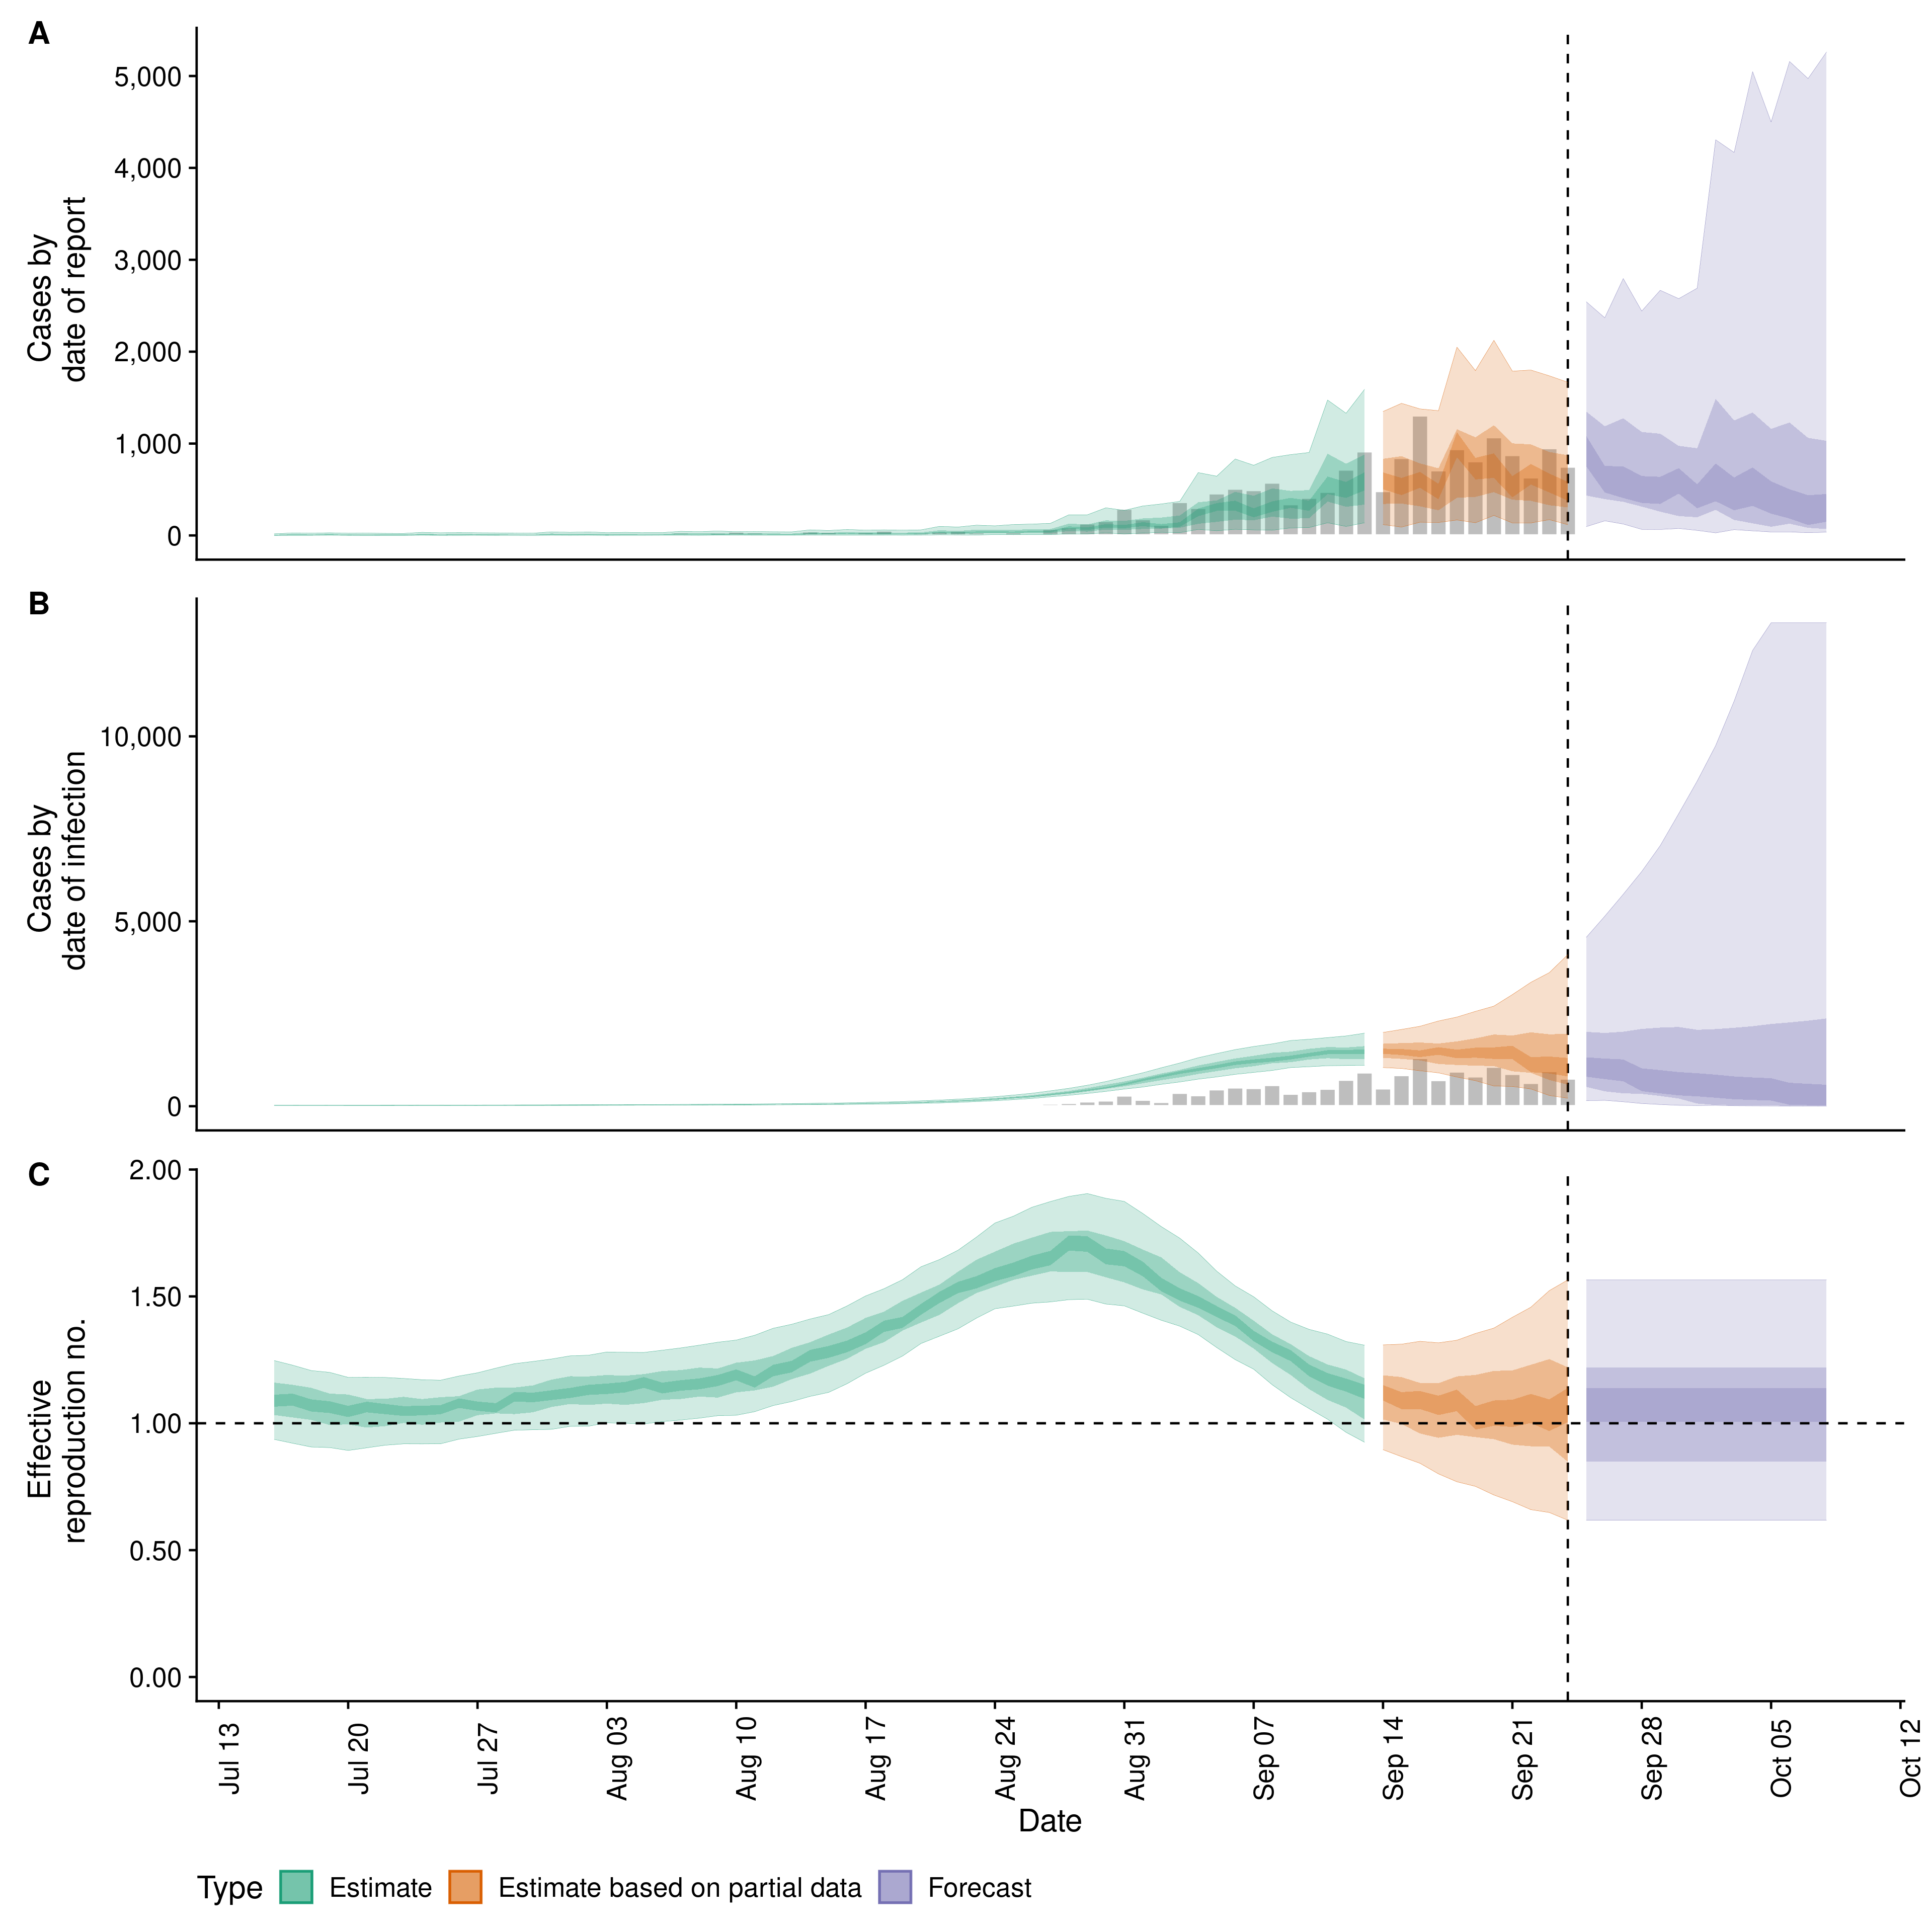 A
Cases by
date of report
5,000
4,000
3,000
2,000
1,000
0
B
Cases by
date of infection
10,000
5,000
0
C
Effective
reproduction no.
2.00
1.50
1.00
0.50
0.00
Jul 13
Jul 20
Jul 27
Aug 03
Aug 10
Aug 17
Aug 24
Aug 31
Sep 07
Sep 14
Sep 21
Sep 28
Oct 05
Oct 12
Date
Type Estimate Estimate based on partial data Forecast